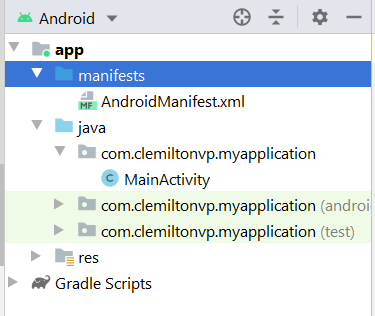 Android
app
manifests
MF AndroidManifest.xml
java
com.clemiltonvp.myapplication
C MainActivity
com.clemiltonvp.myapplication (androi
com.clemiltonvp.myapplication (test)
res
Gradle Scripts